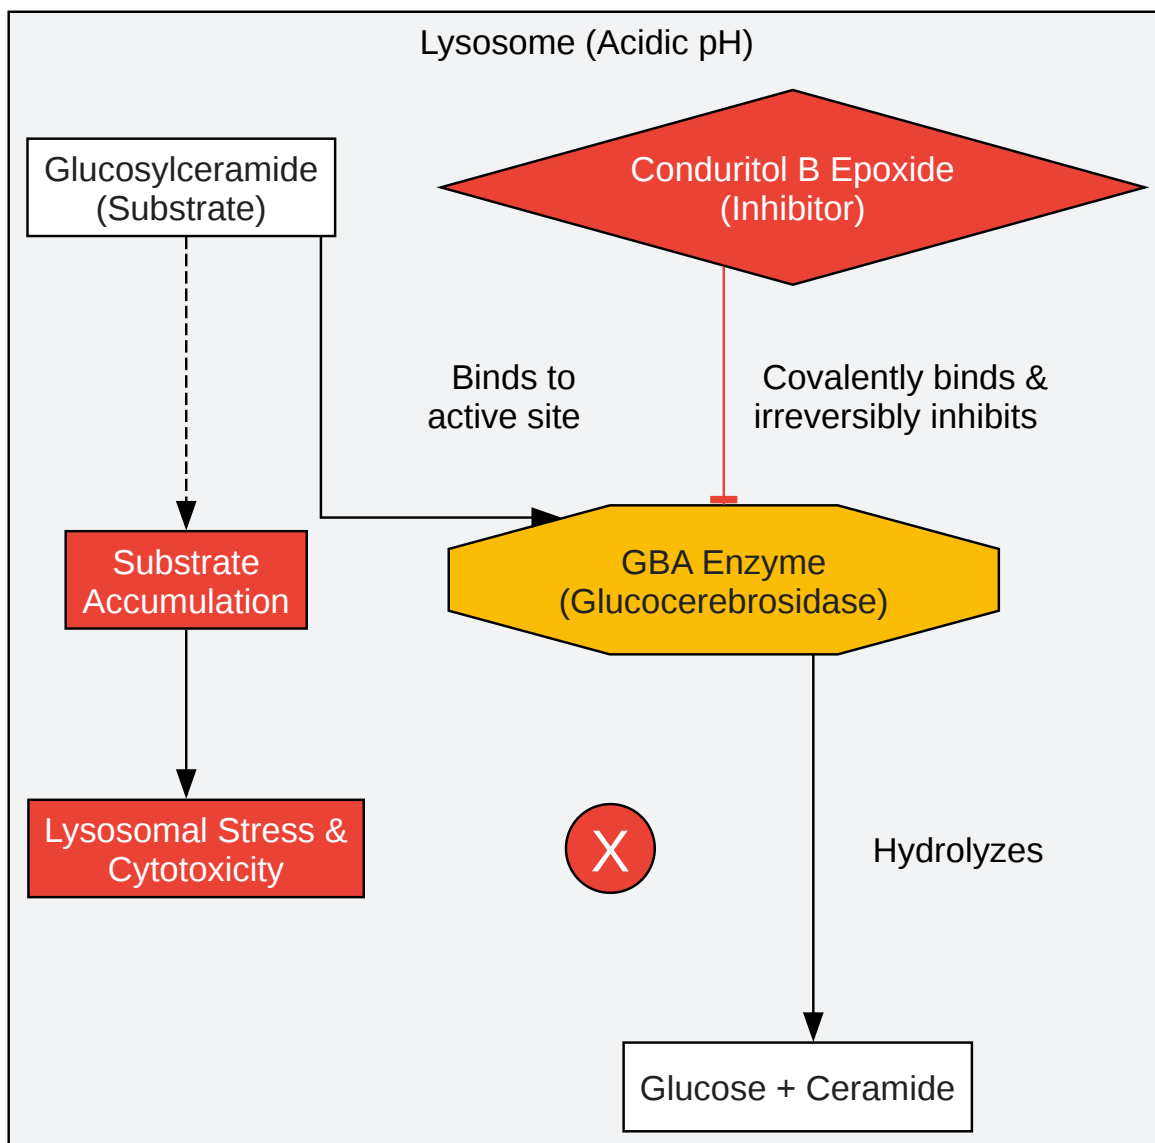 Lysosome (Acidic pH)
Glucosylceramide
(Substrate)
Conduritol B Epoxide
(Inhibitor)
Binds to
active site
Covalently binds &
irreversibly inhibits
Substrate
Accumulation
GBA Enzyme
(Glucocerebrosidase)
Lysosomal Stress &
Cytotoxicity
X
Hydrolyzes
Glucose + Ceramide